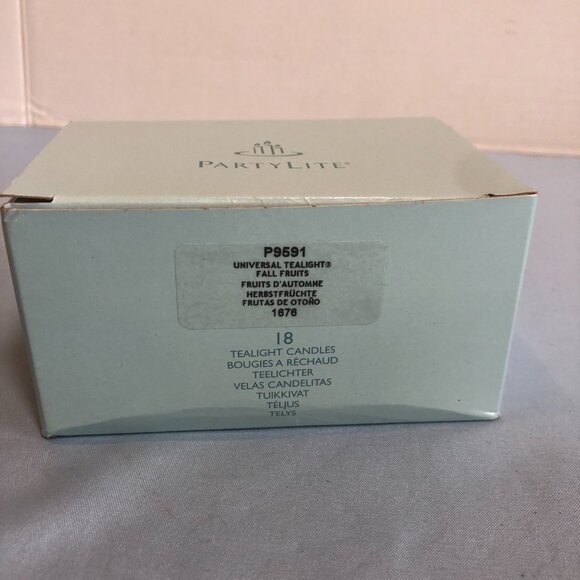 PARTYLITE®
P9591
UNIVERSAL TEALIGHT®
FALL FRUITS
FRUITS D'AUTOMNE
HERBSTFRÜCHTE
FRUTAS DE OTOÑO
1676
18
TEALIGHT CANDLES
BOUGIES A RÉCHAUD
TEELICHTER
VELAS CANDELITAS
TUIKKIVAT
TÉLJUS
TELYS